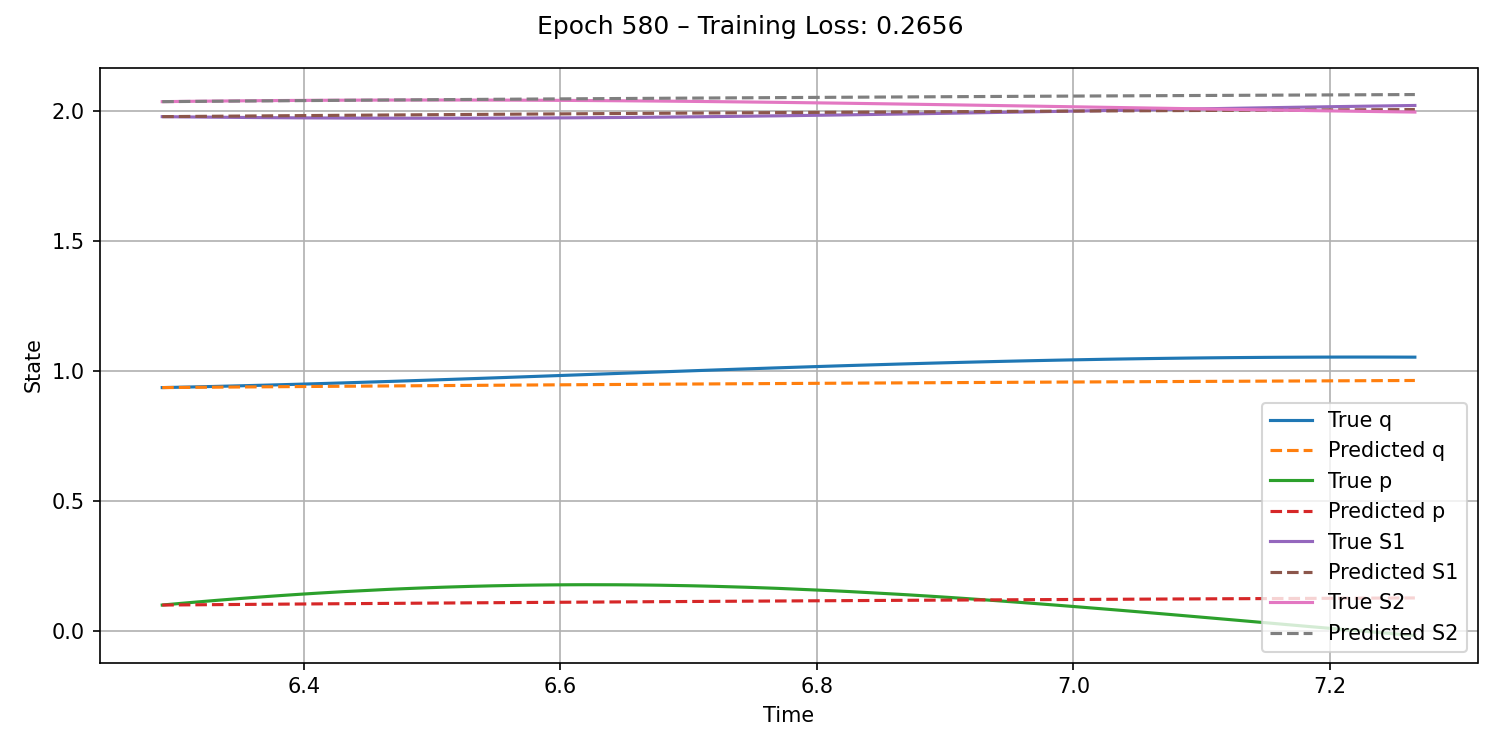 Epoch 580 – Training Loss: 0.2656
State
2.0
1.5
1.0
0.5
0.0
True q
Predicted q
True p
Predicted p
True S1
Predicted S1
True S2
Predicted S2
6.4 6.6 6.8 7.0 7.2
Time